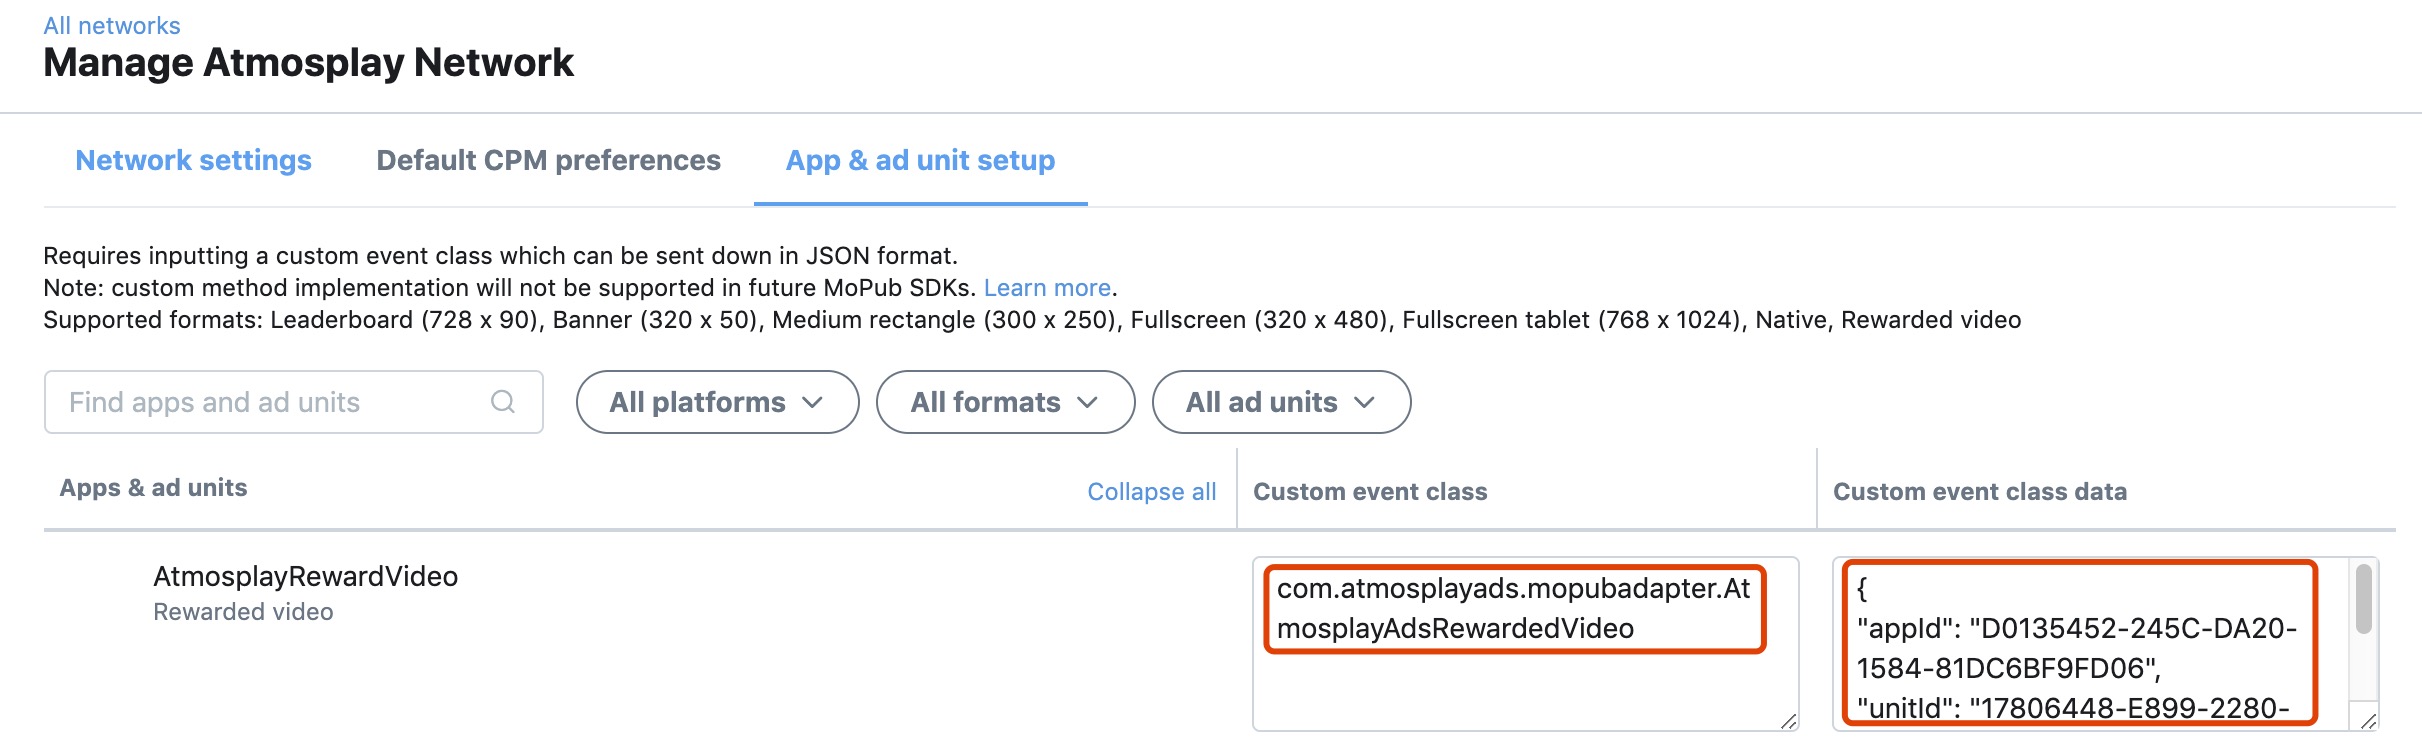 All networks
Manage Atmosplay Network
Network settings Default CPM preferences App & ad unit setup
Requires inputting a custom event class which can be sent down in JSON format.
Note: custom method implementation will not be supported in future MoPub SDKs. Learn more.
Supported formats: Leaderboard (728 x 90), Banner (320 x 50), Medium rectangle (300 x 250), Fullscreen (320 x 480), Fullscreen tablet (768 x 1024), Native, Rewarded video
Find apps and ad units All platforms All formats All ad units
Apps & ad units Collapse all Custom event class Custom event class data
AtmosplayRewardVideo
Rewarded video
com.atmosplayads.mopubadapter.At
mosplayAdsRewardedVideo
{
"appId": "D0135452-245C-DA20-
1584-81DC6BF9FD06",
"unitId": "17806448-E899-2280-